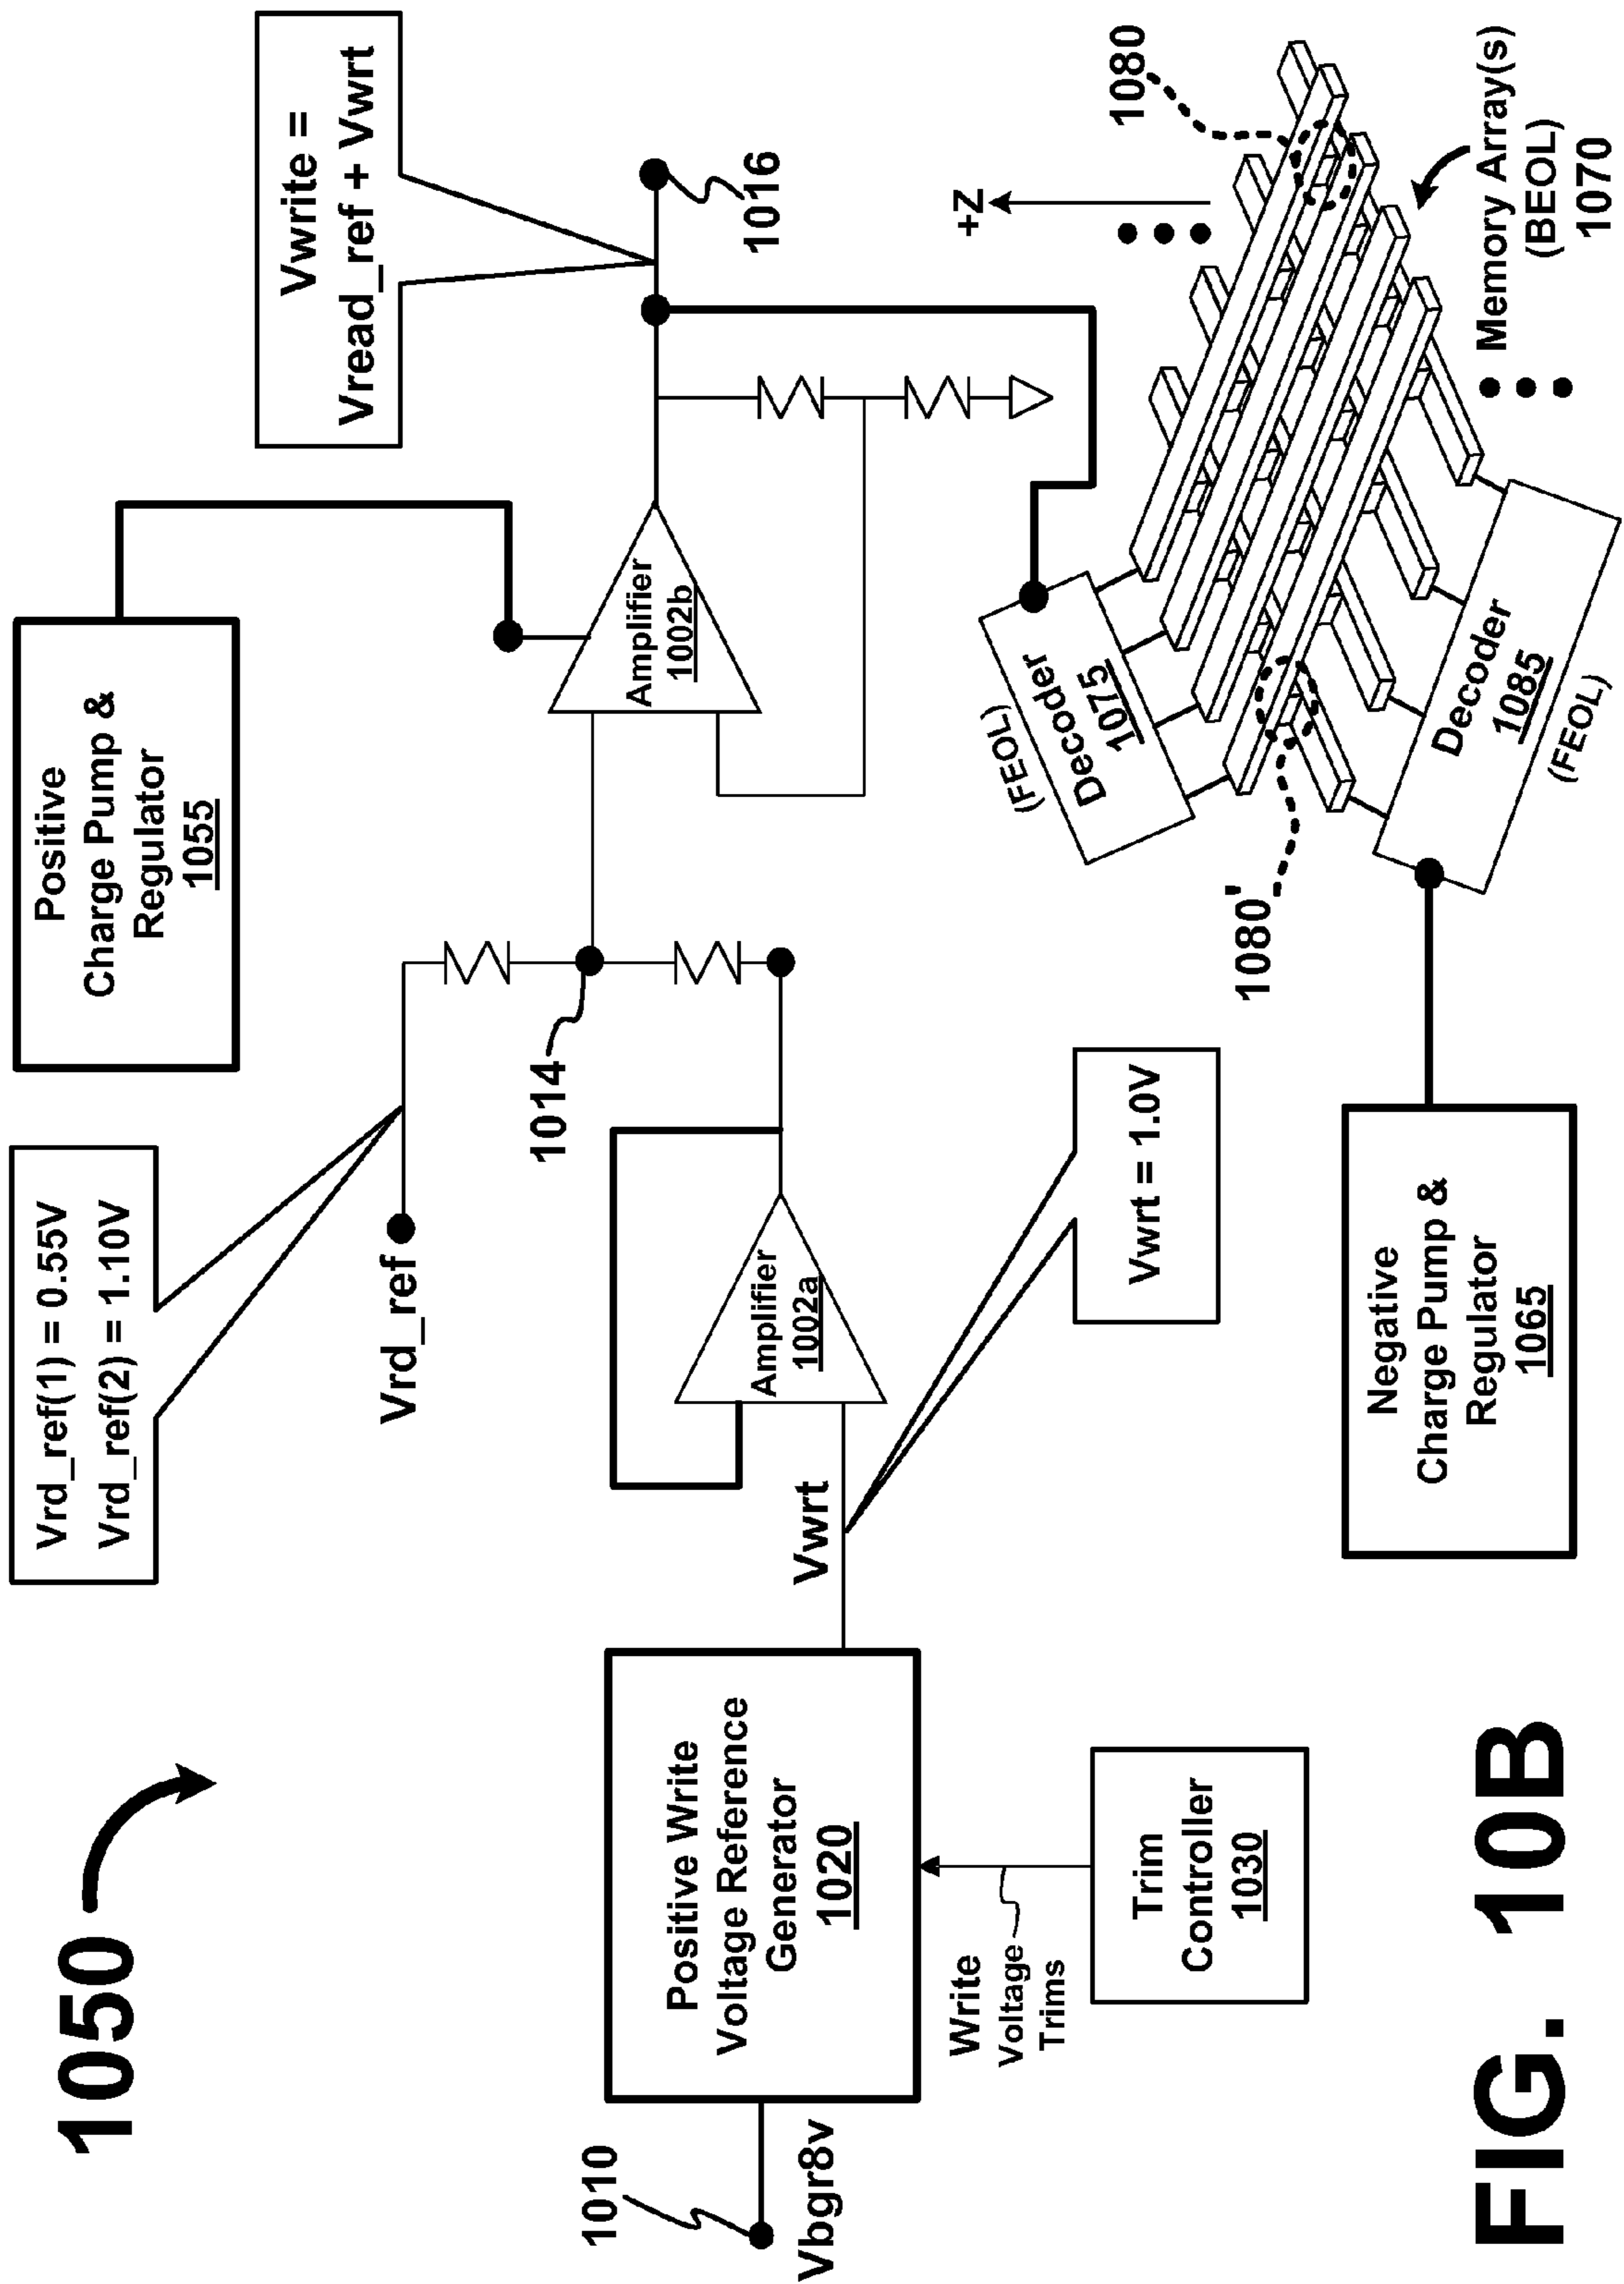 1050
Vrd_ref(1) = 0.55V
Vrd_ref(2) = 1.10V
Positive
Charge Pump &
Regulator
1055
Vwrite =
Vread_ref + Vwrt
Vrd_ref
1014
Amplifier
1002b
1016
1010
Vbgr8v
Positive Write
Voltage Reference
Generator
1020
Vwrt
Amplifier
1002a
Vwrt = 1.0V
Write
Voltage
Trims
Trim
Controller
1030
Negative
Charge Pump &
Regulator
1065
(FEOL)
Decoder
1075
+Z
1080
1080'
Decoder
1085
(FEOL)
Memory Array(s)
(BEOL)
1070
FIG. 10B